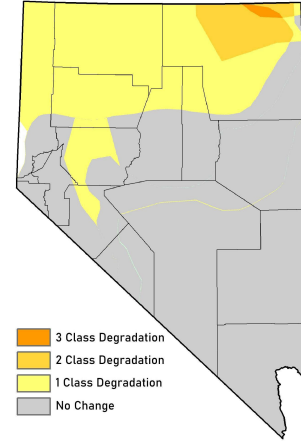 3 Class Degradation
2 Class Degradation
1 Class Degradation
No Change